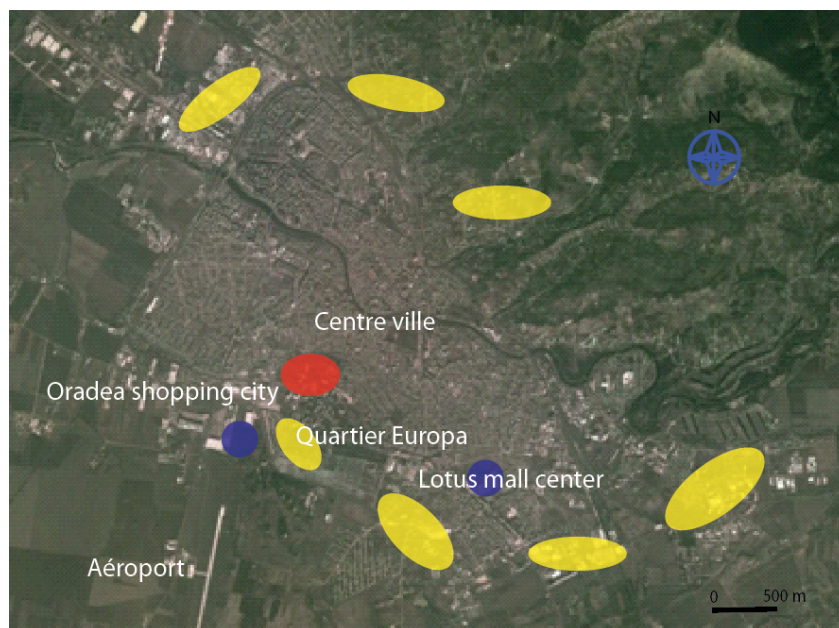 N
Centre ville
Oradea shopping city
Quartier Europa
Lotus mall center
Aéroport
0 500 m